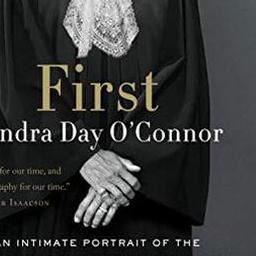 First
ndra Day O'Connor
for our time, and
aphy for our time."
r Isaacson
AN INTIMATE PORTRAIT OF THE